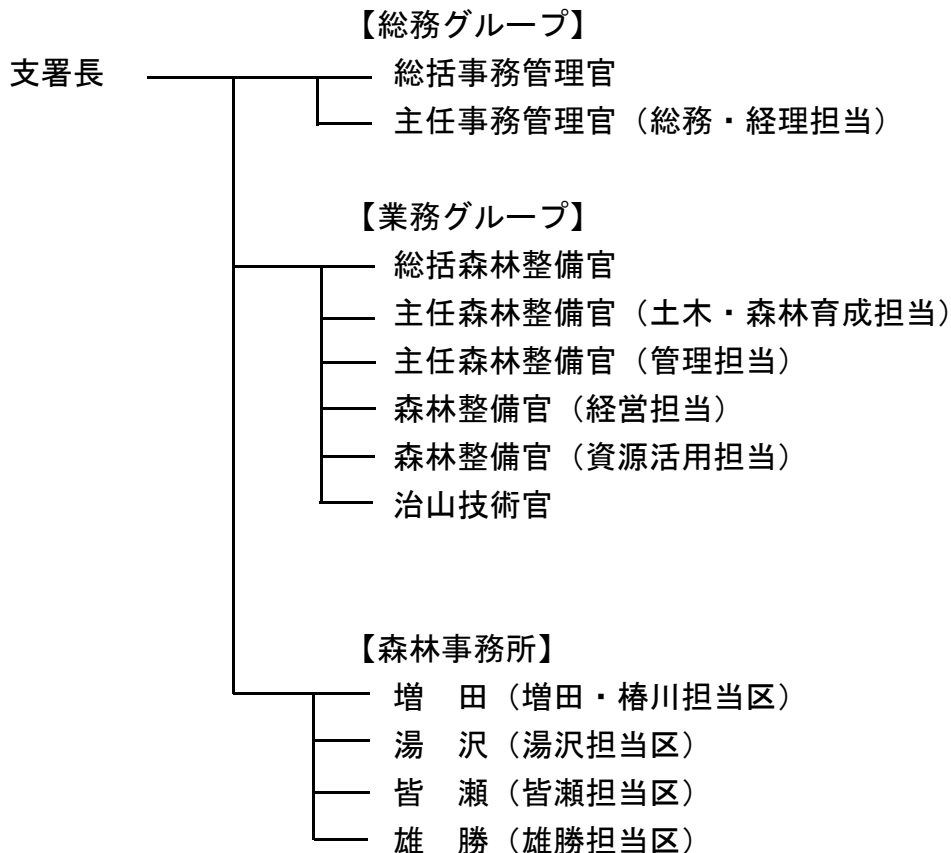 【総務グループ】
支署長 総括事務管理官
主任事務管理官（総務・経理担当）
【業務グループ】
総括森林整備官
主任森林整備官（土木・森林育成担当）
主任森林整備官（管理担当）
森林整備官（経営担当）
森林整備官（資源活用担当）
治山技術官
【森林事務所】
増　田（増田・椿川担当区）
湯　沢（湯沢担当区）
皆　瀬（皆瀬担当区）
雄　勝（雄勝担当区）